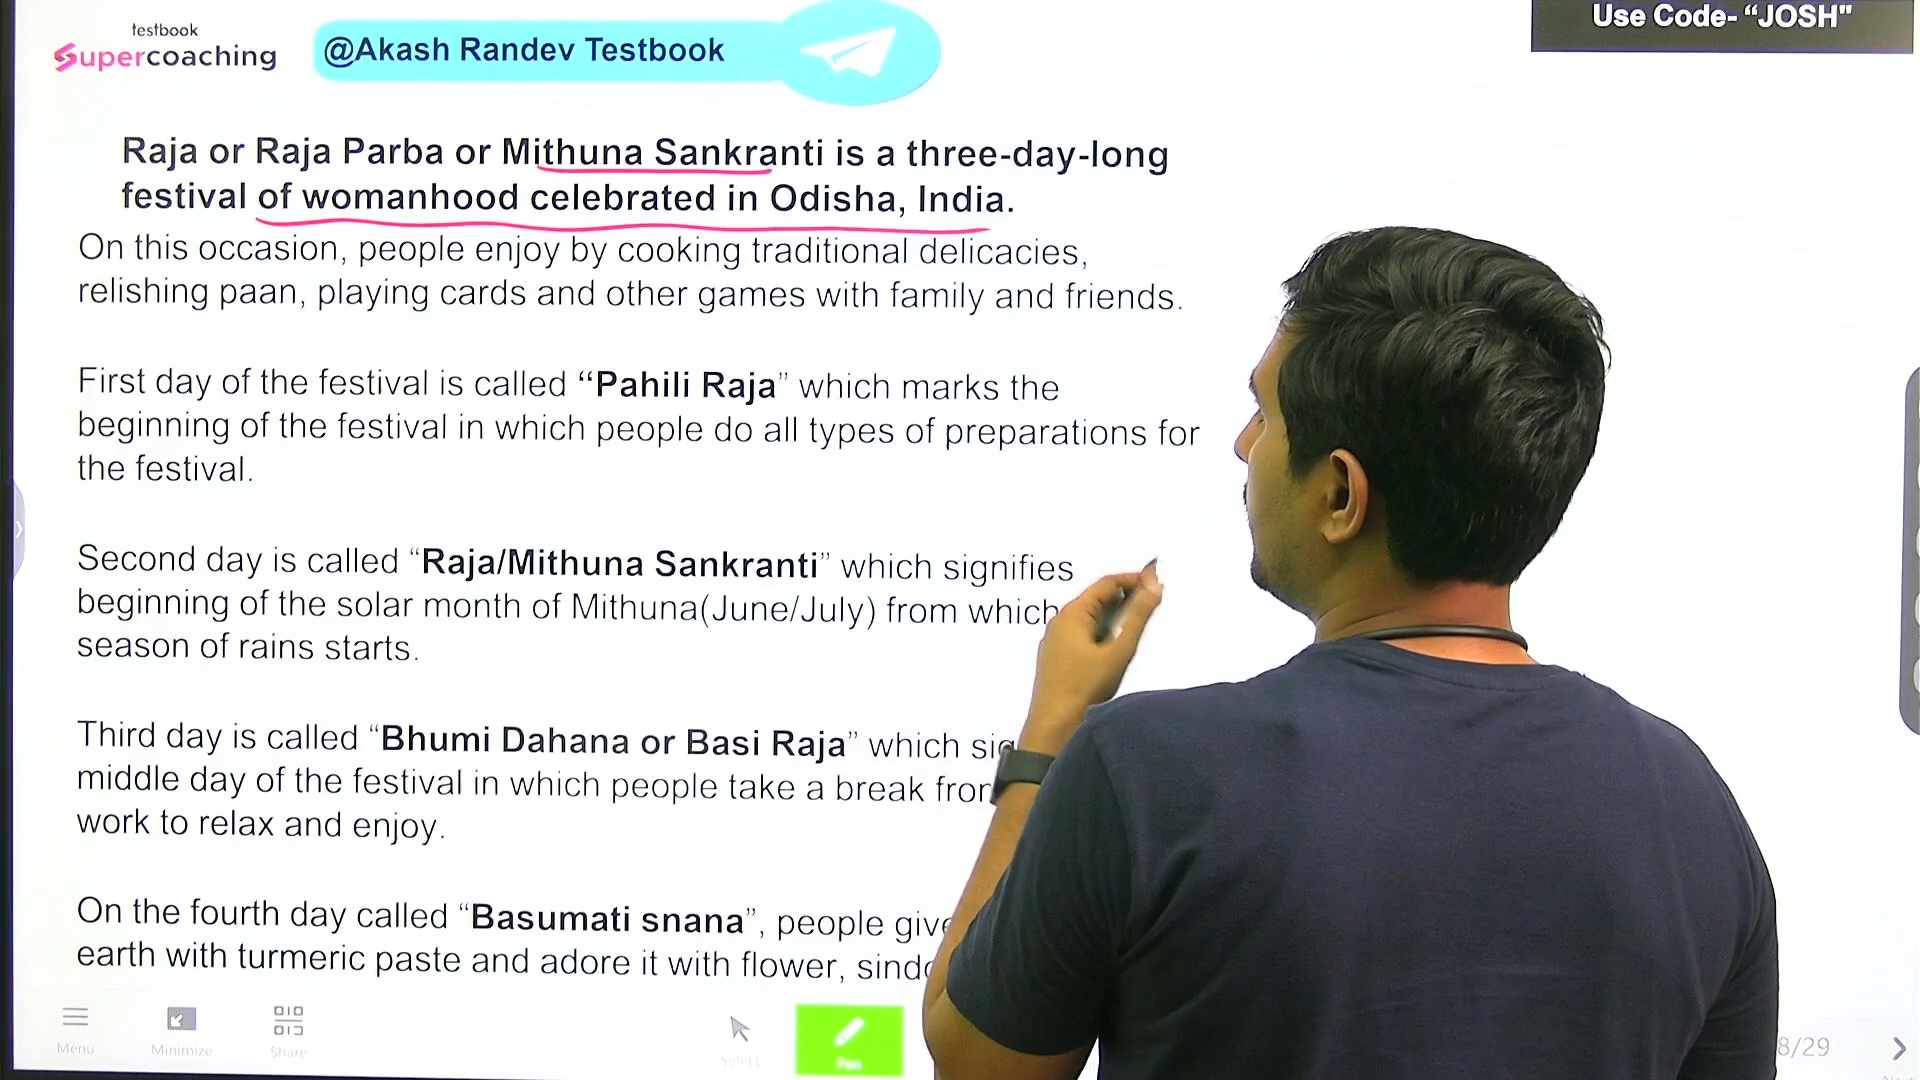 testbook
Supercoaching
@Akash Randev Testbook
Use Code- “JOSH"
Raja or Raja Parba or Mithuna Sankranti is a three-day-long
festival of womanhood celebrated in Odisha, India.
On this occasion, people enjoy by cooking traditional delicacies,
relishing paan, playing cards and other games with family and friends.
First day of the festival is called “Pahili Raja” which marks the
beginning of the festival in which people do all types of preparations for
the festival.
Second day is called “Raja/Mithuna Sankranti” which signifies
beginning of the solar month of Mithuna(June/July) from which
season of rains starts.
Third day is called “Bhumi Dahana or Basi Raja” which
middle day of the festival in which people take a break
work to relax and enjoy.
On the fourth day called “Basumati snana”, people
earth with turmeric paste and adore it with flower,
Menu
Minimize
Share
Select
Pen
8/29